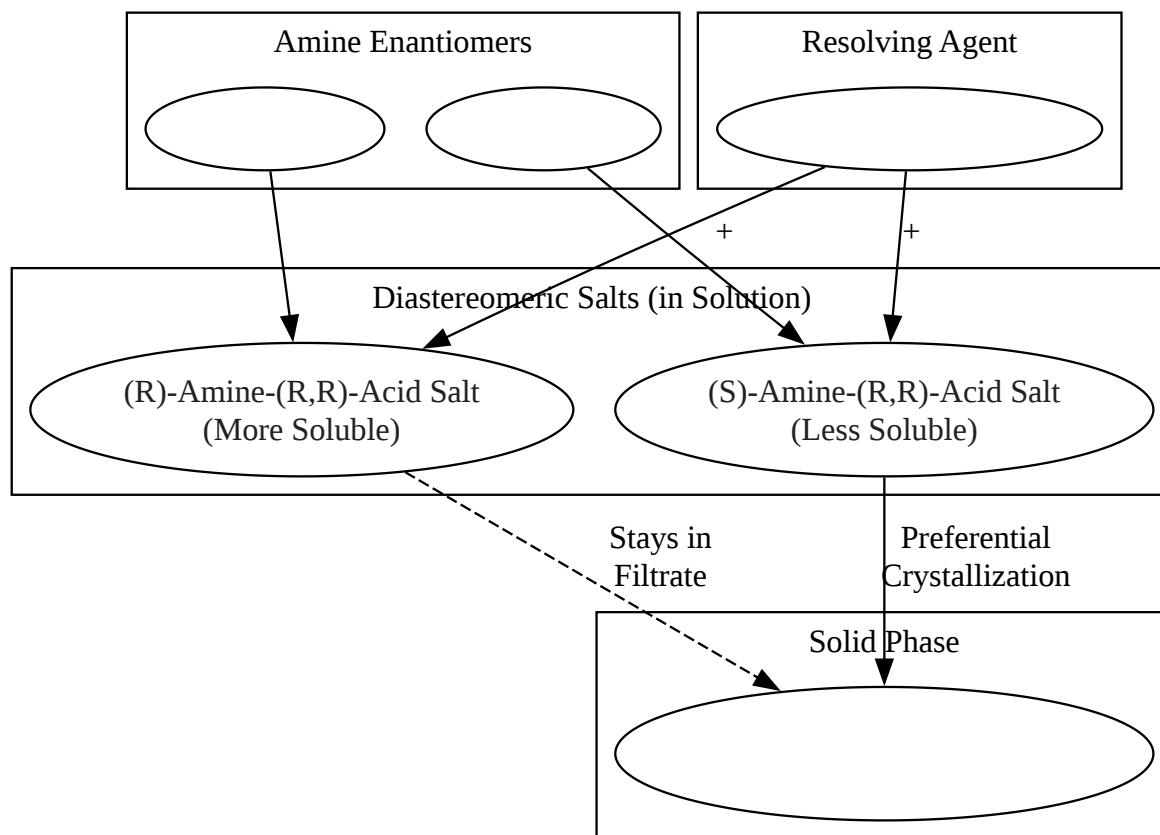 Amine Enantiomers
Resolving Agent
+
+
Diastereomeric Salts (in Solution)
(R)-Amine-(R,R)-Acid Salt
(More Soluble)
(S)-Amine-(R,R)-Acid Salt
(Less Soluble)
Stays in
Filtrate
Preferential
Crystallization
Solid Phase